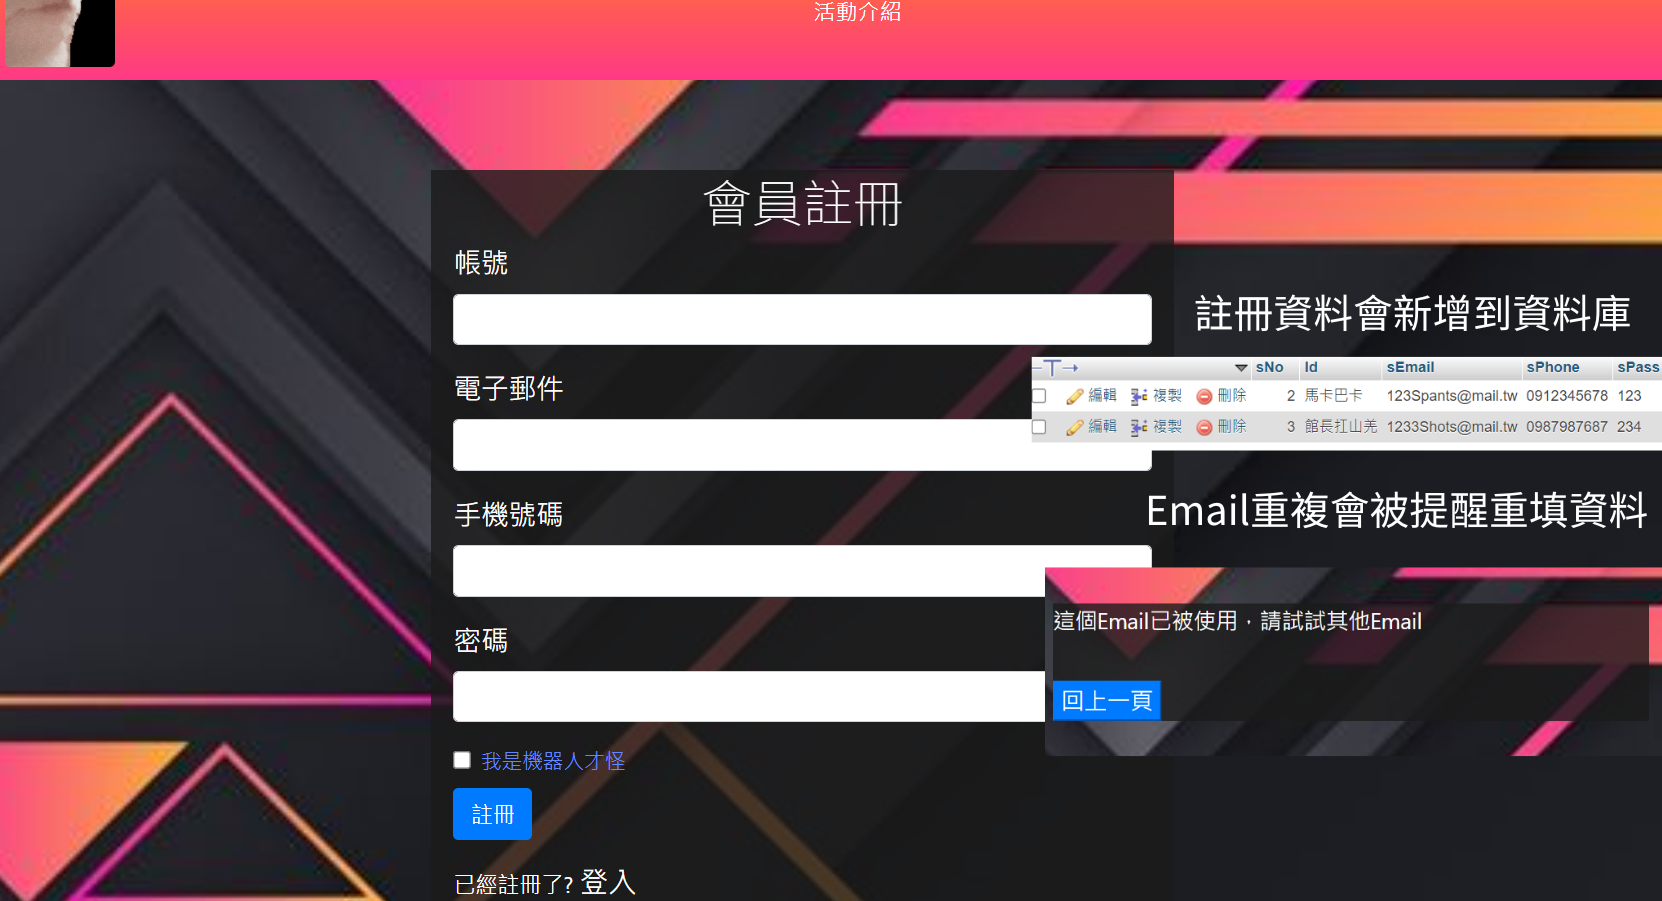 活動介紹
會員註冊
帳號
電子郵件
手機號碼
密碼
我是機器人才怪
註冊
已經註冊了? 登入
註冊資料會新增到資料庫
sNo Id sEmail sPhone sPass
編輯 複製 刪除 2 馬卡巴卡 123Spants@mail.tw 0912345678 123
編輯 複製 刪除 3 館長扛山羌 1233Shots@mail.tw 0987987687 234
Email重複會被提醒重填資料
這個Email已被使用，請試試其他Email
回上一頁